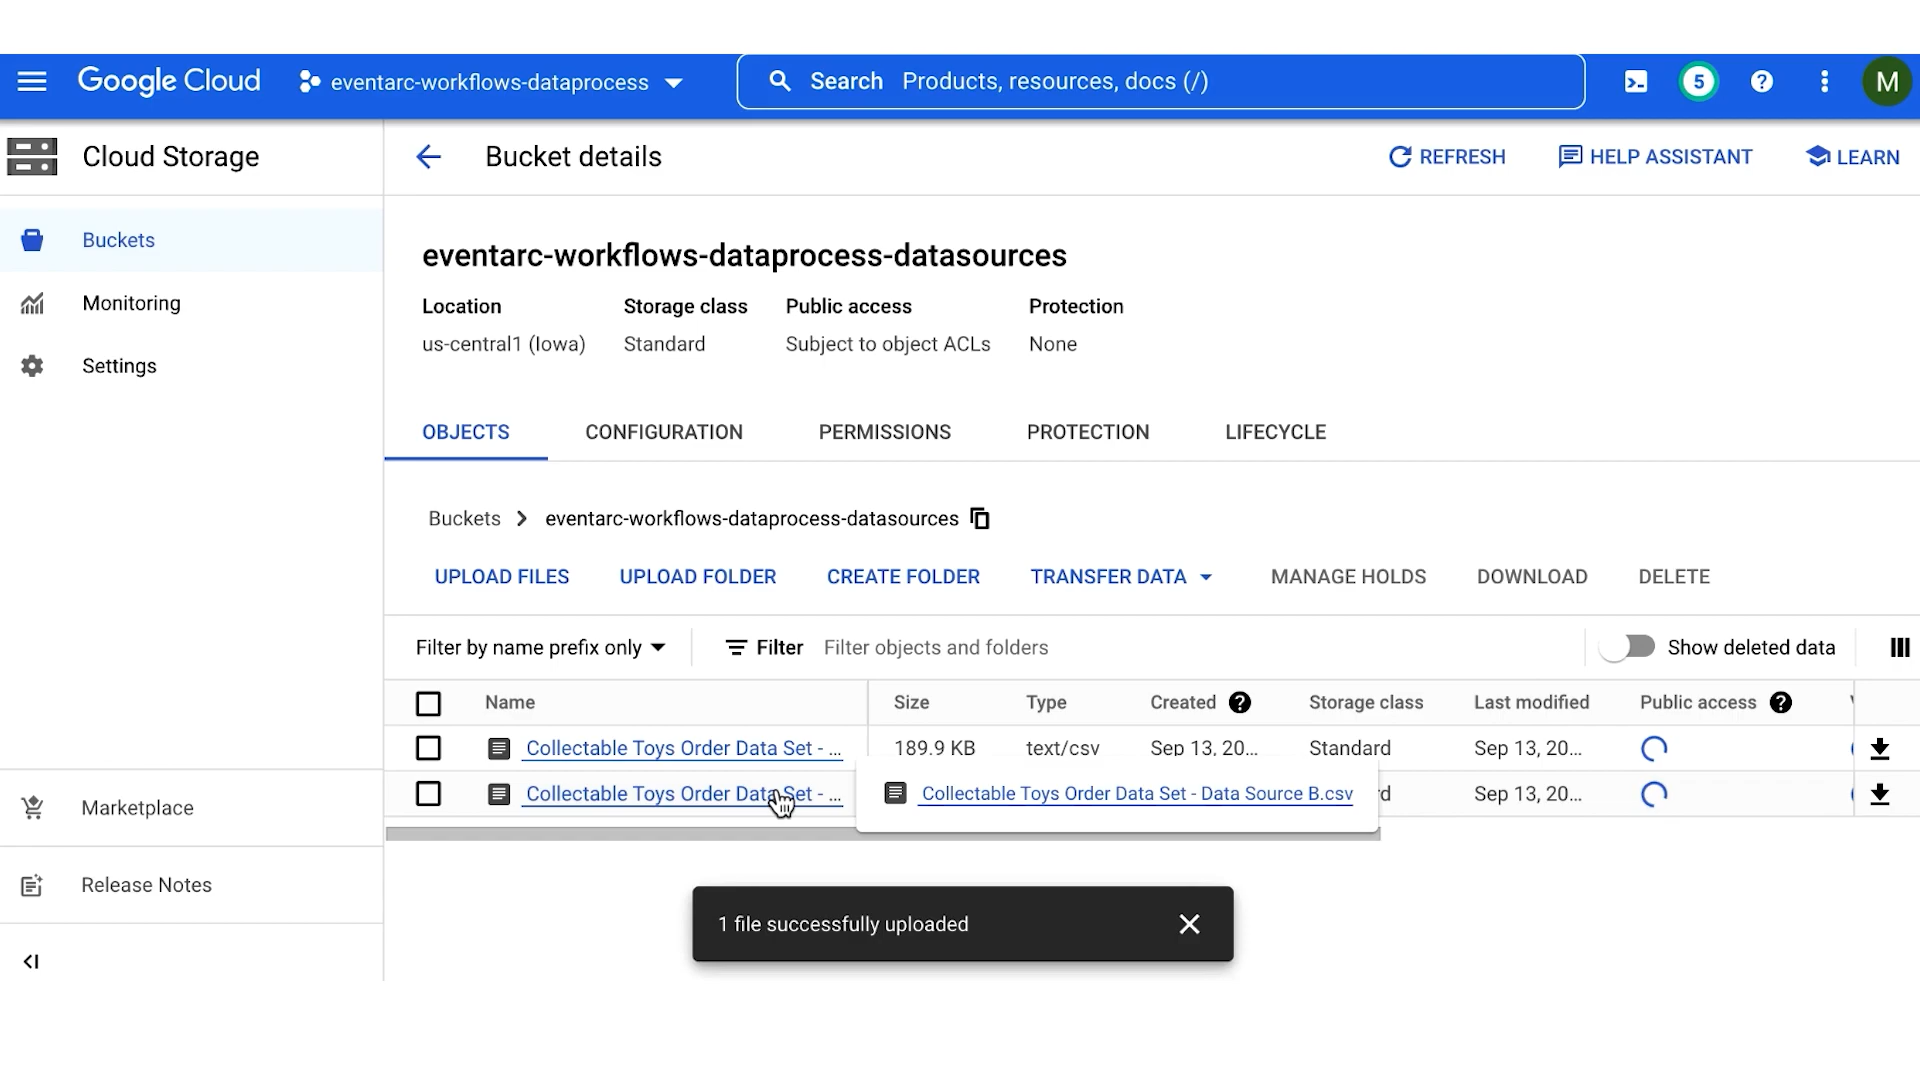 Google Cloud
eventarc-workflows-dataprocess
Search Products, resources, docs (/)
5
M
Cloud Storage
Bucket details
REFRESH
HELP ASSISTANT
LEARN
Buckets
Monitoring
Settings
eventarc-workflows-dataprocess-datasources
Location Storage class Public access Protection
us-central1 (Iowa) Standard Subject to object ACLs None
OBJECTS CONFIGURATION PERMISSIONS PROTECTION LIFECYCLE
Buckets > eventarc-workflows-dataprocess-datasources
UPLOAD FILES UPLOAD FOLDER CREATE FOLDER TRANSFER DATA MANAGE HOLDS DOWNLOAD DELETE
Filter by name prefix only Filter Filter objects and folders Show deleted data
Name Size Type Created Storage class Last modified Public access
Collectable Toys Order Data Set - ... 189.9 KB text/csv Sep 13, 20... Standard Sep 13, 20...
Collectable Toys Order Data Set - ... Collectable Toys Order Data Set - Data Source B.csv Sep 13, 20...
Marketplace
Release Notes
1 file successfully uploaded